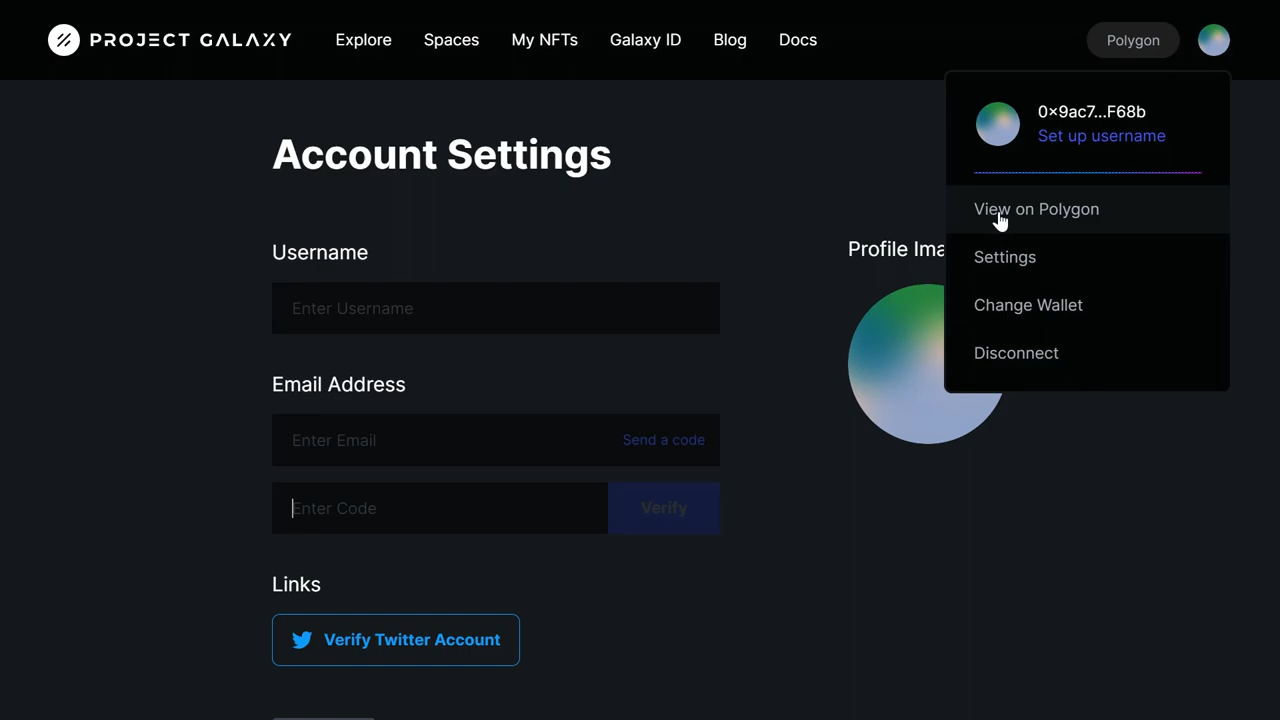 PROJECT GALAXY
Explore
Spaces
My NFTs
Galaxy ID
Blog
Docs
Polygon
0×9ac7...F68b
Set up username
View on Polygon
Settings
Change Wallet
Disconnect
Account Settings
Username
Enter Username
Email Address
Enter Email
Send a code
Enter Code
Verify
Links
Verify Twitter Account
Profile Ima